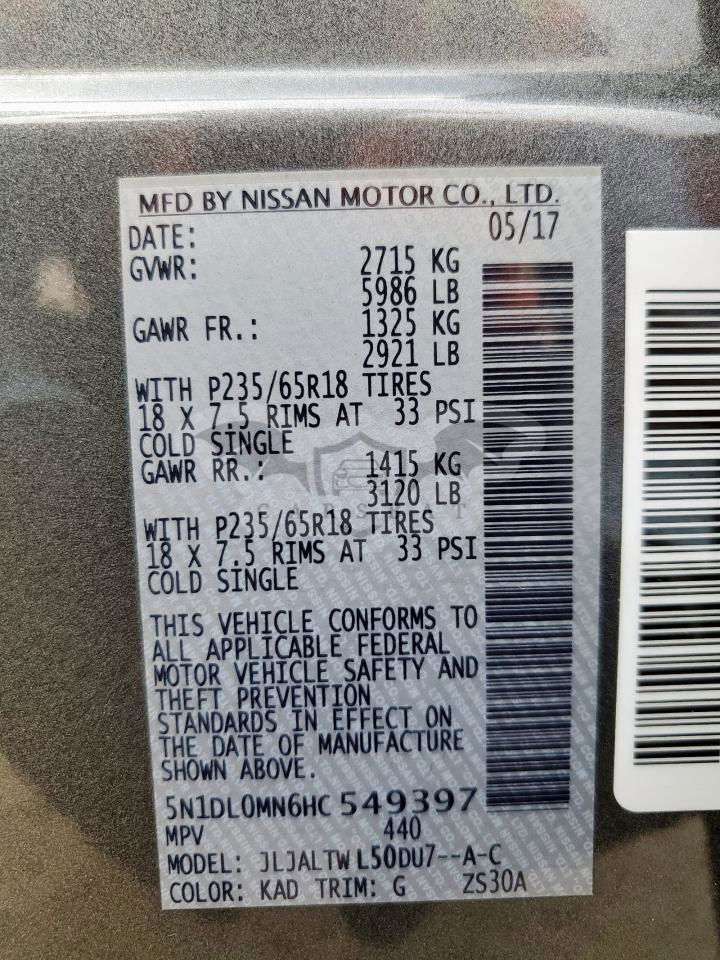 MFD BY NISSAN MOTOR CO., LTD.
DATE: 05/17
GVWR: 2715 KG
5986 LB
GAWR FR.: 1325 KG
2921 LB
WITH P235/65R18 TIRES
18 X 7.5 RIMS AT 33 PSI
COLD SINGLE
GAWR RR.: 1415 KG
3120 LB
WITH P235/65R18 TIRES
18 X 7.5 RIMS AT 33 PSI
COLD SINGLE
THIS VEHICLE CONFORMS TO
ALL APPLICABLE FEDERAL
MOTOR VEHICLE SAFETY AND
THEFT PREVENTION
STANDARDS IN EFFECT ON
THE DATE OF MANUFACTURE
SHOWN ABOVE.
5N1DL0MN6HC 549397
MPV 440
MODEL: JLJALTWL50DU7--A-C
COLOR: KAD TRIM: G ZS30A